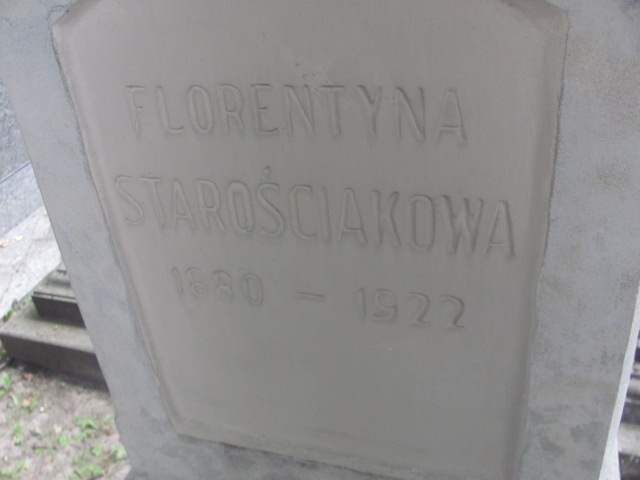 FLORENTYNA
STAROŚCIAKOWA
1880 - 1922